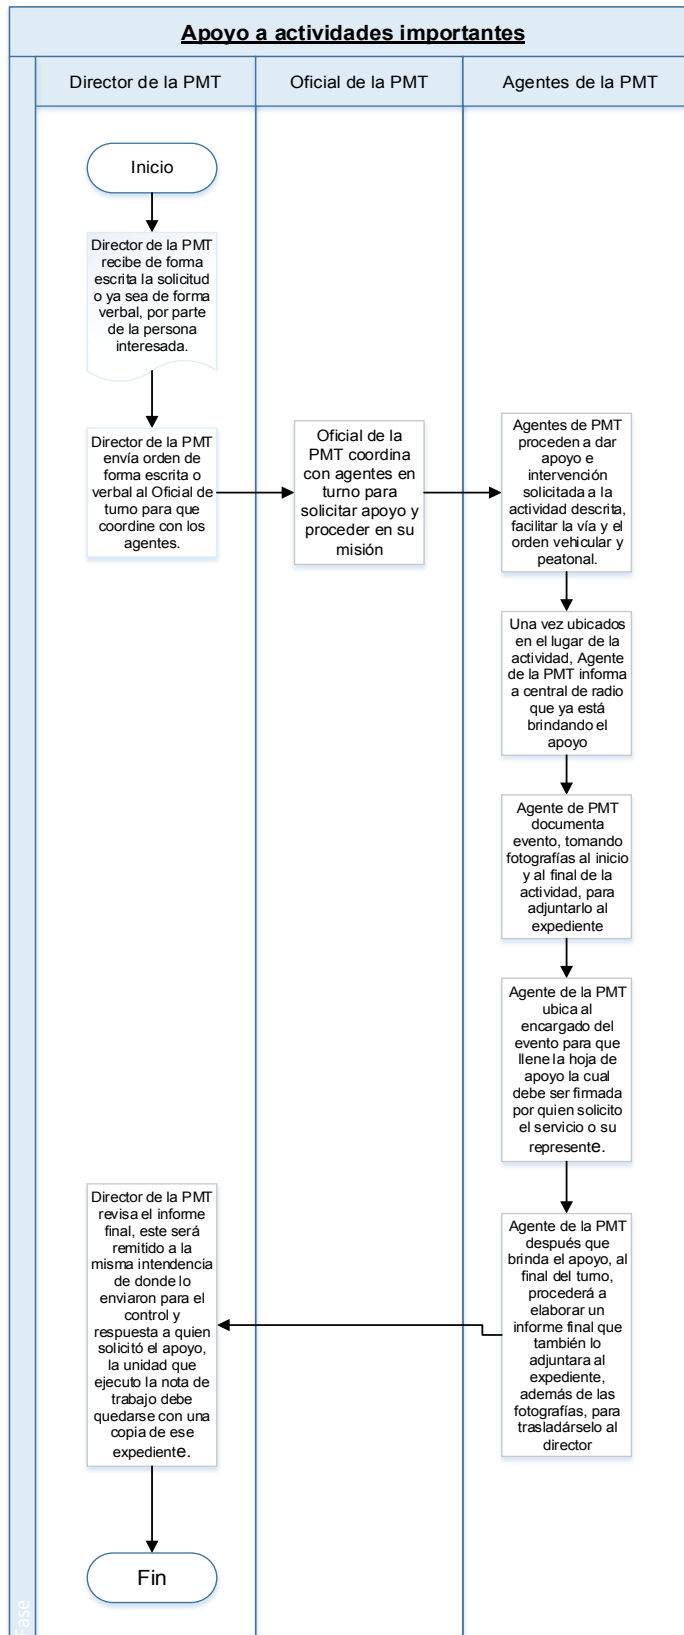 Apoyo a actividades importantes
Director de la PMT
Oficial de la PMT
Agentes de la PMT
Inicio
Director de la PMT
recibe de forma
escrita la solicitud
o ya sea de forma
verbal, por parte
de la persona
interesada.
Director de la PMT
envía orden de
forma escrita o
verbal al Oficial de
turno para que
coordine con los
agentes.
Oficial de la
PMT coordina
con agentes en
turno para
solicitar apoyo y
proceder en su
misión
Agentes de PMT
proceden a dar
apoyo e
intervención
solicitada a la
actividad descrita,
facilitar la vía y el
orden vehicular y
peatonal.
Una vez ubicados
en el lugar de la
actividad, Agente
de la PMT informa
a central de radio
que ya está
brindando el
apoyo
Agente de PMT
documenta
evento, tomando
fotografías al inicio
y al final de la
actividad, para
adjuntarlo al
expediente
Agente de la PMT
ubica al
encargado del
evento para que
llene la hoja de
apoyo la cual
debe ser firmada
por quien solicito
el servicio o su
represente.
Agente de la PMT
después que
brinda el apoyo, al
final del turno,
procederá a
elaborar un
informe final que
también lo
adjuntara al
expediente,
además de las
fotografías, para
trasladárselo al
director
Director de la PMT
revisa el informe
final, este será
remitido a la
misma intendencia
de donde lo
enviaron para el
control y
respuesta a quien
solicitó el apoyo,
la unidad que
ejecuto la nota de
trabajo debe
quedarse con una
copia de ese
expediente.
Fin
Fase